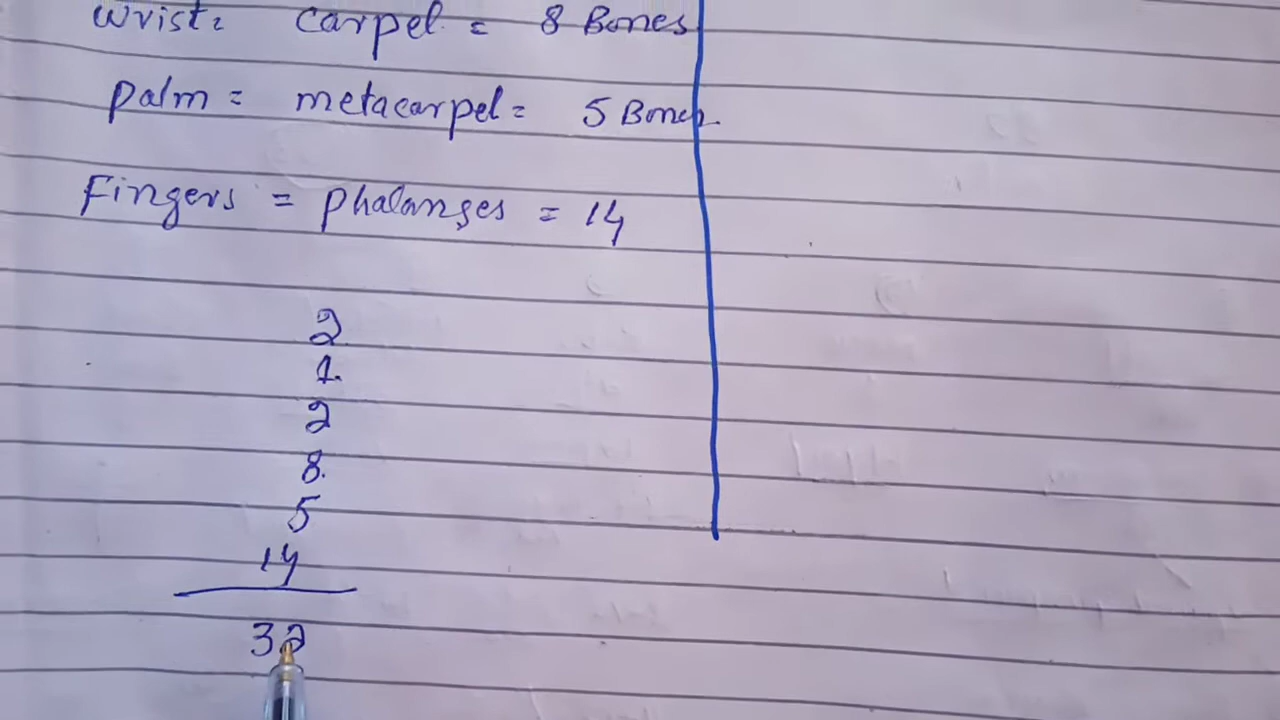 wrist = carpel = 8 Bones
Palm = metacarpel = 5 Bones
Fingers = phalanges = 14
2
1
2
8
5
14
32